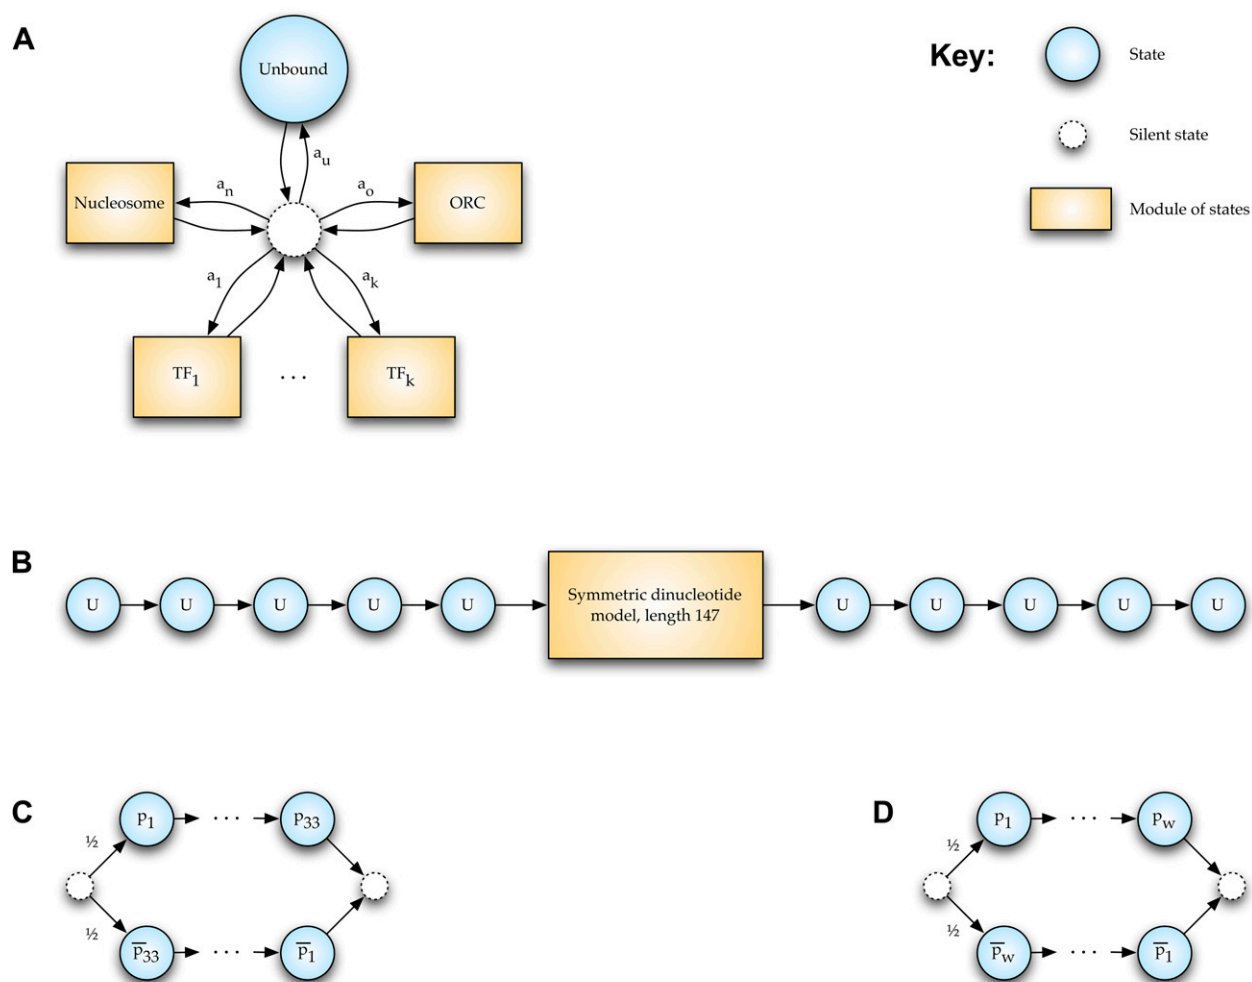 A
Unbound
a_u
a_n
a_o
Nucleosome
ORC
a_1
a_k
TF_1
. . .
TF_k
Key:
State
Silent state
Module of states
B
U
U
U
U
U
Symmetric dinucleotide
model, length 147
U
U
U
U
U
C
½
p_1
. . .
p_33
½
p̅_33
. . .
p̅_1
D
½
p_1
. . .
p_w
½
p̅_w
. . .
p̅_1